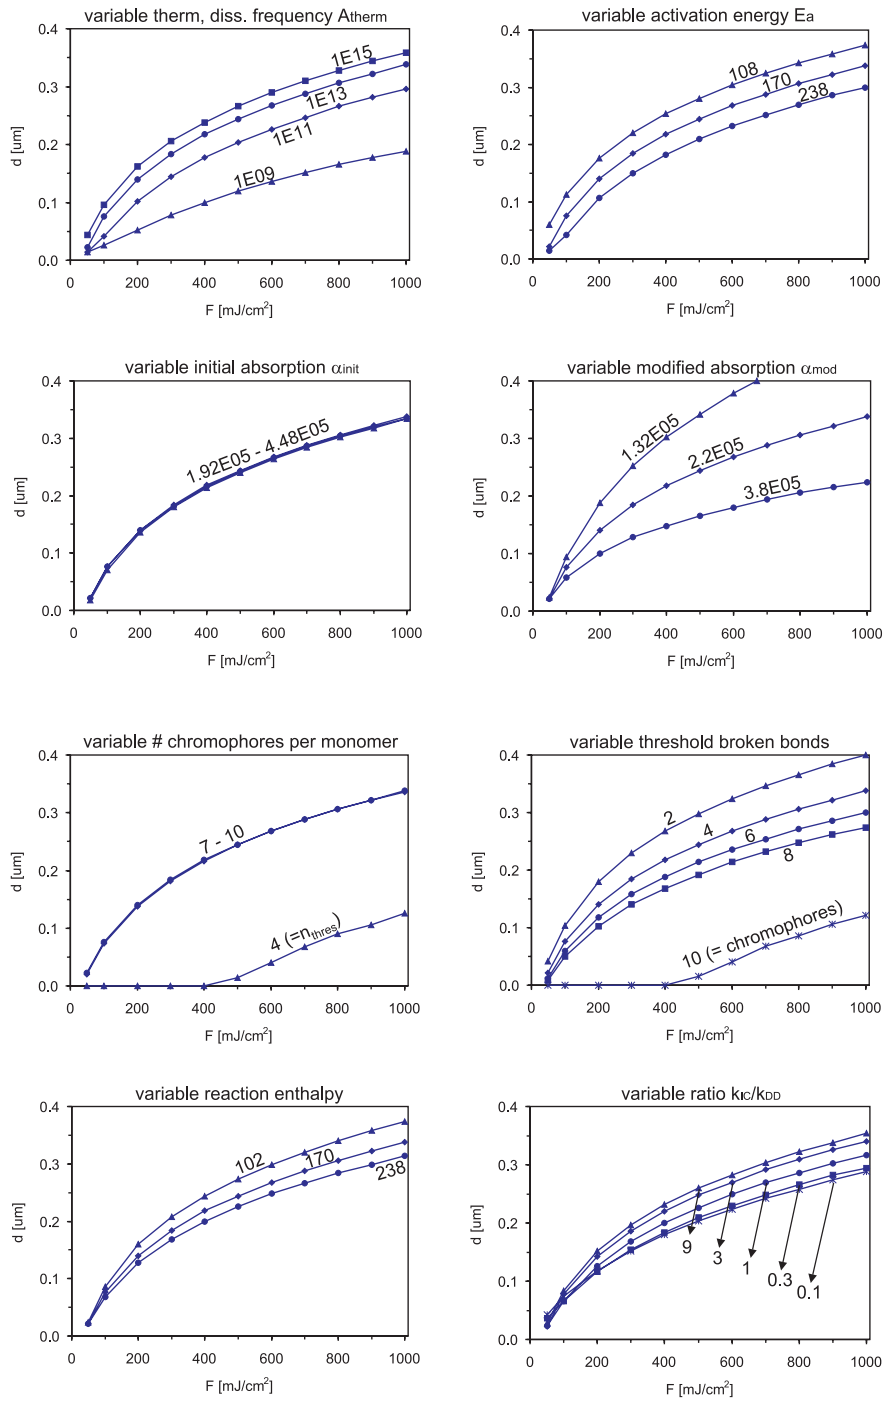 variable therm, diss. frequency Atherm
0.4
0.3
0.2
0.1
0.0
d [um]
1E15
1E13
1E11
1E09
0 200 400 600 800 1000
F [mJ/cm²]
variable activation energy Ea
0.4
0.3
0.2
0.1
0.0
d [um]
108
170
238
0 200 400 600 800 1000
F [mJ/cm²]
variable initial absorption αinit
0.4
0.3
0.2
0.1
0.0
d [um]
1.92E05 - 4.48E05
0 200 400 600 800 1000
F [mJ/cm²]
variable modified absorption αmod
0.4
0.3
0.2
0.1
0.0
d [um]
1.32E05
2.2E05
3.8E05
0 200 400 600 800 1000
F [mJ/cm²]
variable # chromophores per monomer
0.4
0.3
0.2
0.1
0.0
d [um]
7 - 10
4 (=nthres)
0 200 400 600 800 1000
F [mJ/cm²]
variable threshold broken bonds
0.4
0.3
0.2
0.1
0.0
d [um]
2
4
6
8
10 (= chromophores)
0 200 400 600 800 1000
F [mJ/cm²]
variable reaction enthalpy
0.4
0.3
0.2
0.1
0.0
d [um]
102
170
238
0 200 400 600 800 1000
F [mJ/cm²]
variable ratio kIC/kDD
0.4
0.3
0.2
0.1
0.0
d [um]
9
3
1
0.3
0.1
0 200 400 600 800 1000
F [mJ/cm²]